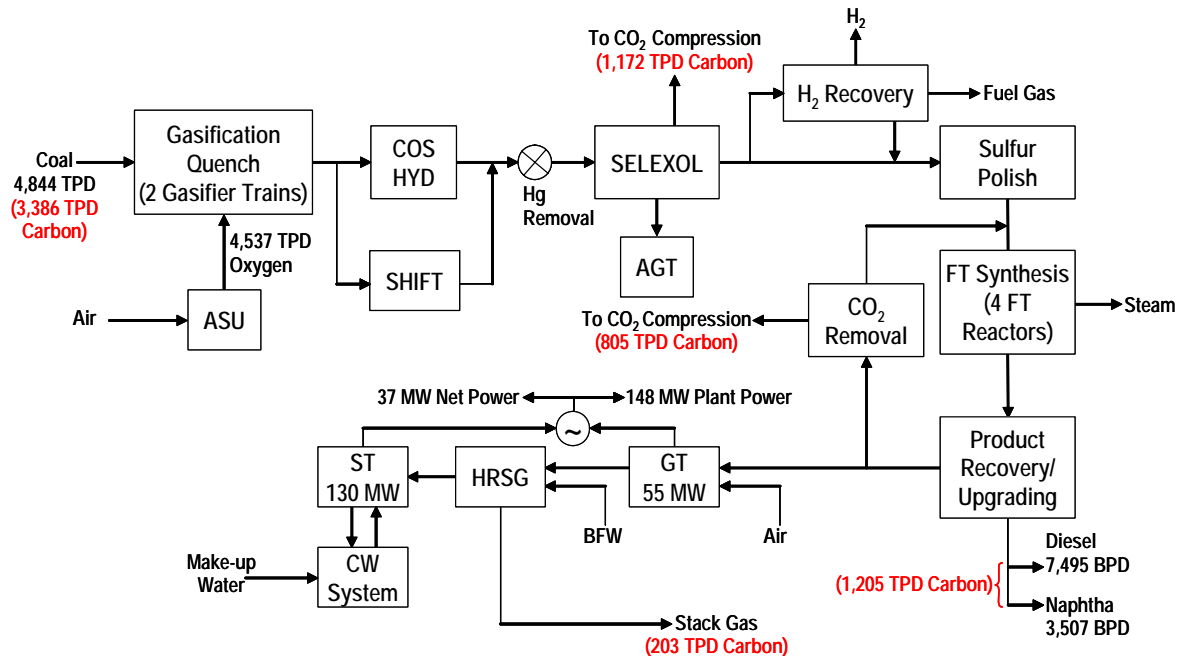 Coal
4,844 TPD
(3,386 TPD
Carbon)
Gasification
Quench
(2 Gasifier Trains)
4,537 TPD
Oxygen
Air
ASU
COS
HYD
SHIFT
Hg
Removal
To CO₂ Compression
(1,172 TPD Carbon)
SELEXOL
AGT
H₂
H₂ Recovery
Fuel Gas
Sulfur
Polish
FT Synthesis
(4 FT
Reactors)
Steam
CO₂
Removal
To CO₂ Compression
(805 TPD Carbon)
Product
Recovery/
Upgrading
Diesel
7,495 BPD
(1,205 TPD Carbon)
Naphtha
3,507 BPD
37 MW Net Power
148 MW Plant Power
~
ST
130 MW
HRSG
GT
55 MW
BFW
Air
Make-up
Water
CW
System
Stack Gas
(203 TPD Carbon)